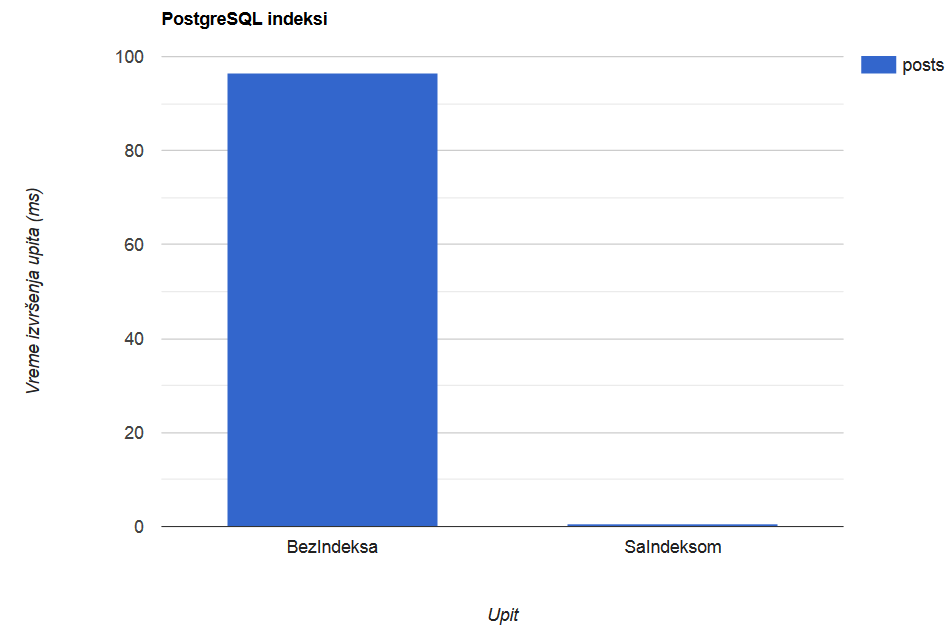 PostgreSQL indeksi
100
80
60
40
20
0
Vreme izvršenja upita (ms)
BezIndeksa
SaIndeksom
Upit
posts